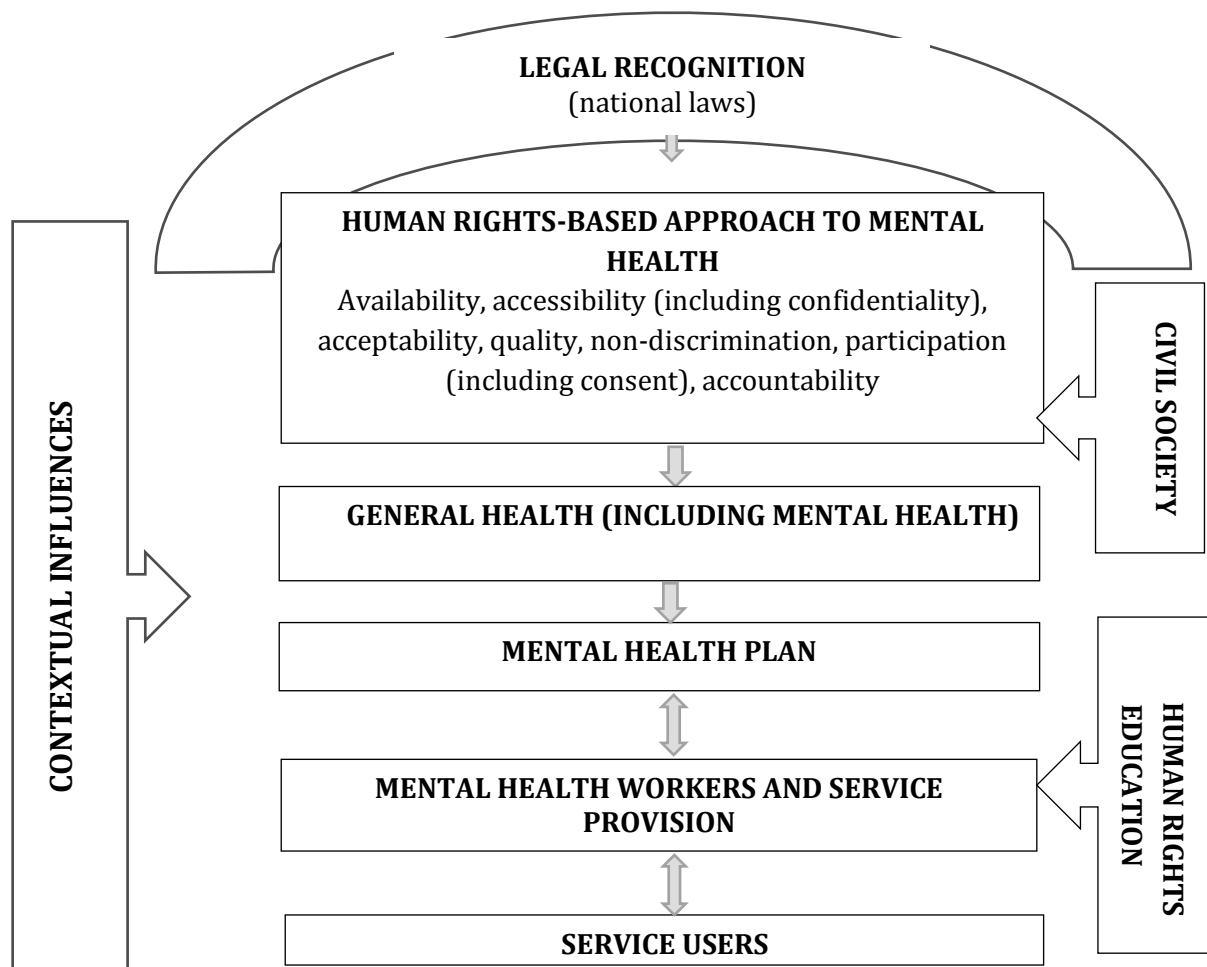 LEGAL RECOGNITION
(national laws)
HUMAN RIGHTS-BASED APPROACH TO MENTAL
HEALTH
Availability, accessibility (including confidentiality),
acceptability, quality, non-discrimination, participation
(including consent), accountability
GENERAL HEALTH (INCLUDING MENTAL HEALTH)
MENTAL HEALTH PLAN
MENTAL HEALTH WORKERS AND SERVICE
PROVISION
SERVICE USERS
CONTEXTUAL INFLUENCES
CIVIL SOCIETY
HUMAN RIGHTS
EDUCATION